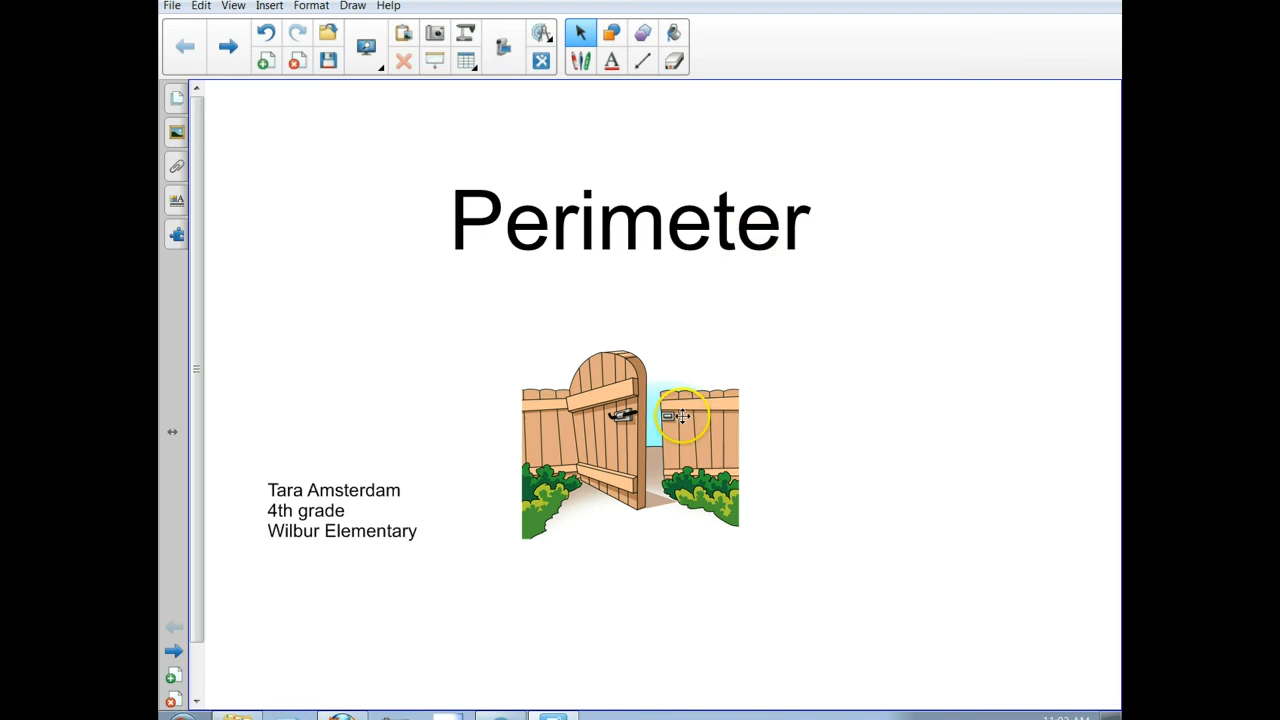 File Edit View Insert Format Draw Help
Perimeter
Tara Amsterdam
4th grade
Wilbur Elementary